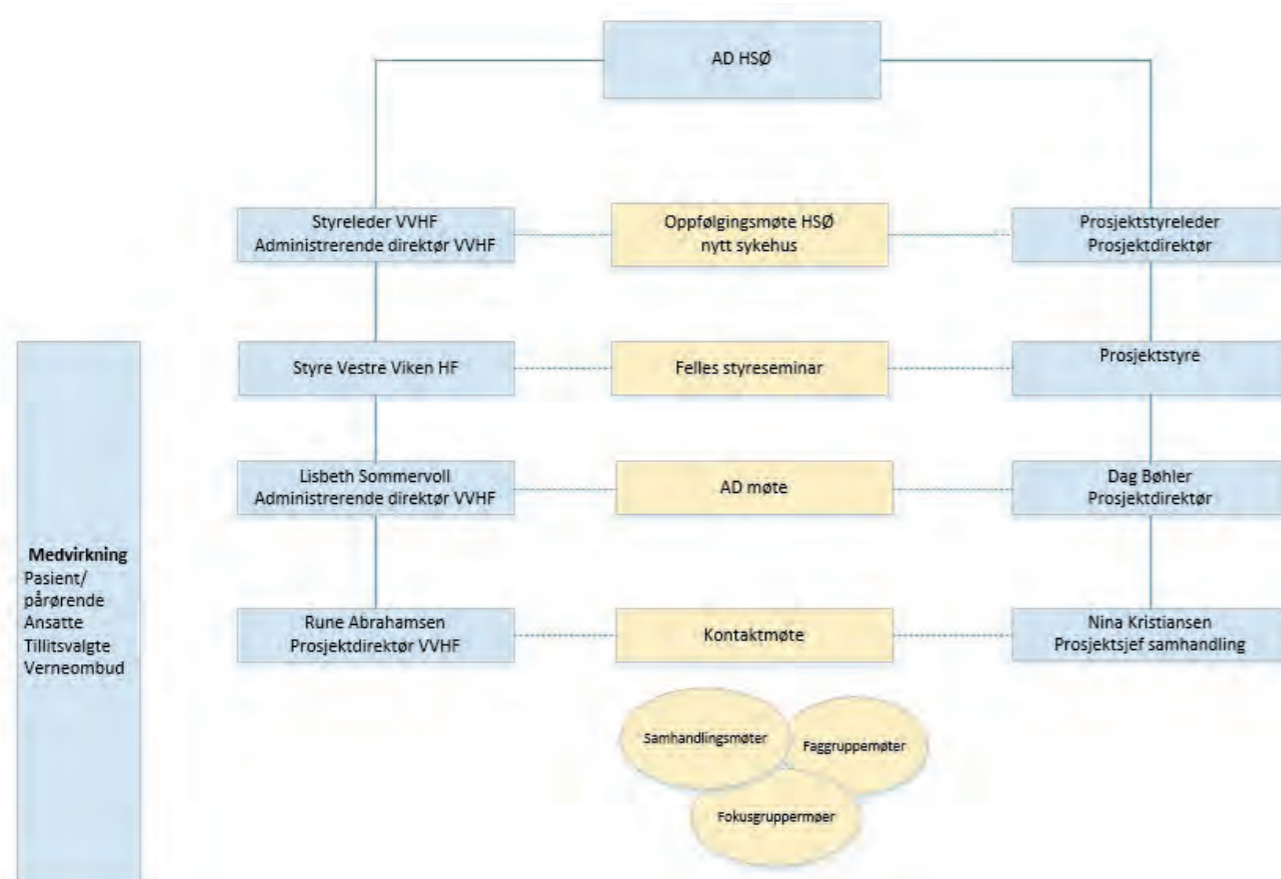 AD HSØ
Styreleder VVHF
Administrerende direktør VVHF
Oppfølgingsmøte HSØ
nytt sykehus
Prosjektstyreleder
Prosjektdirektør
Styre Vestre Viken HF
Felles styreseminar
Prosjektstyre
Lisbeth Sommervoll
Administrerende direktør VVHF
AD møte
Dag Bøhler
Prosjektdirektør
Medvirkning
Pasient/
pårørende
Ansatte
Tillitsvalgte
Verneombud
Rune Abrahamsen
Prosjektdirektør VVHF
Kontaktmøte
Nina Kristiansen
Prosjektsjef samhandling
Samhandlingsmøter
Faggruppemøter
Fokusgruppermøer